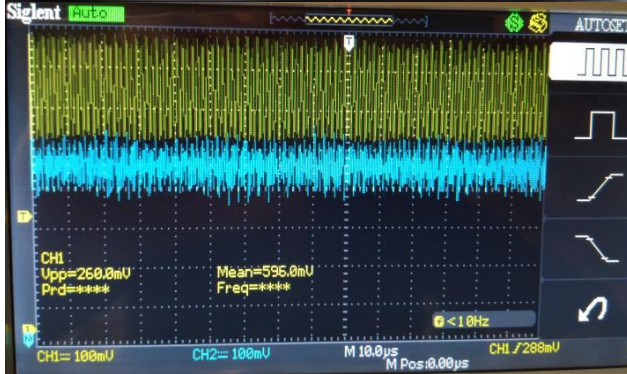 Siglent Auto
AUTOSET
T
T
CH1
Vpp=260.0mV Mean=596.0mV
Prd=**** Freq=****
<10Hz
1
CH1 100mV CH2 100mV M 10.0µs CH1 288mV
M Pos:0.00µs